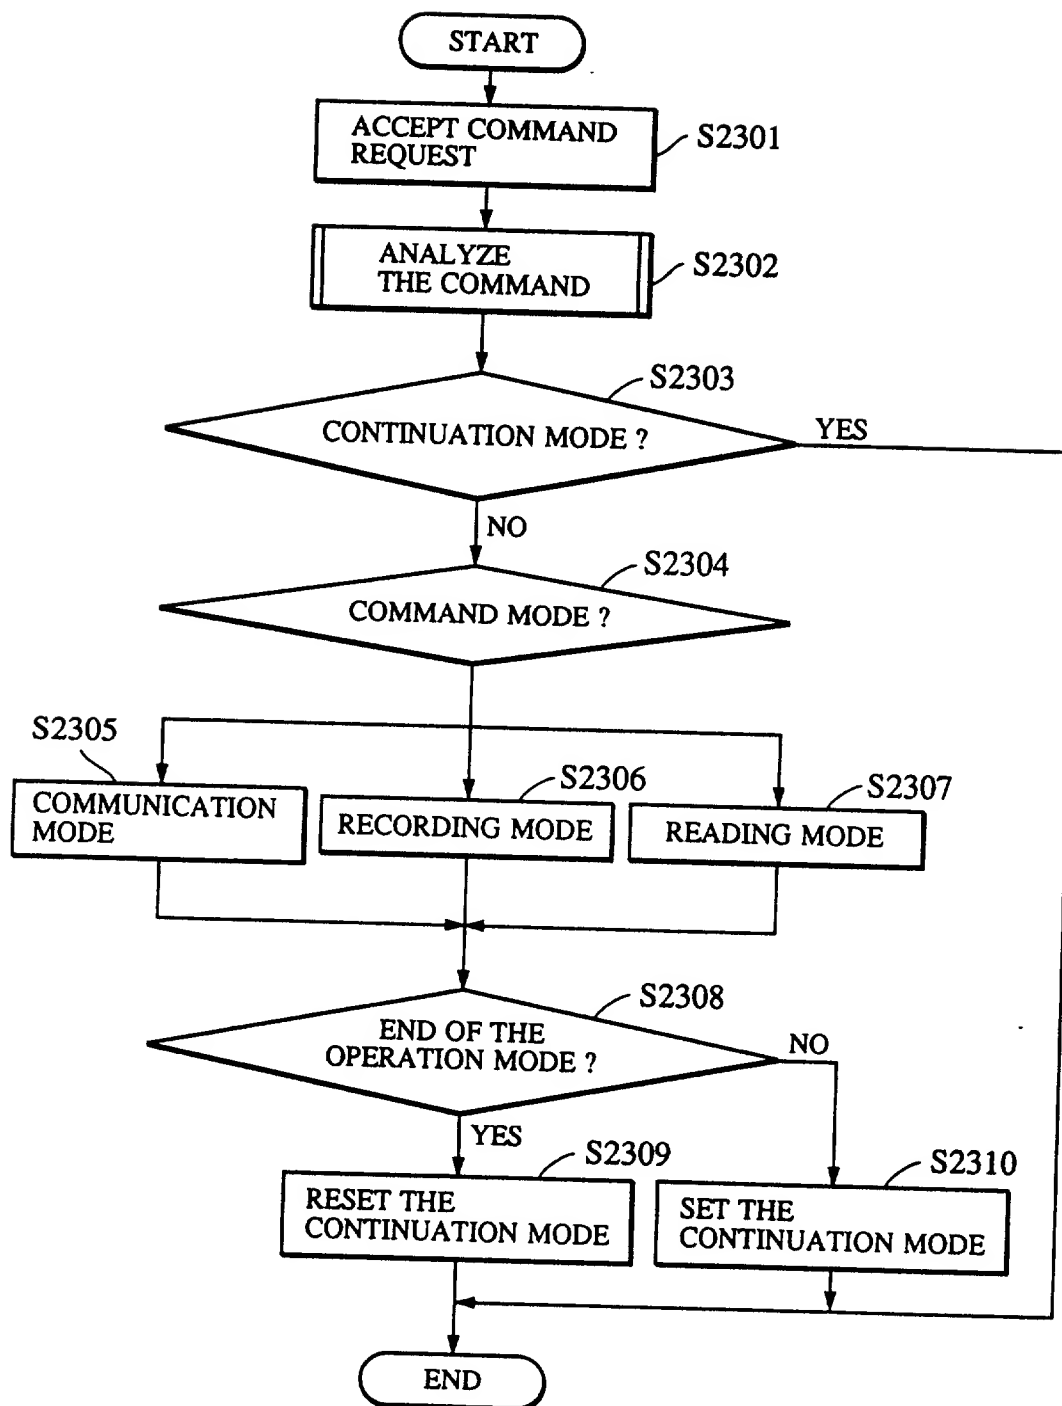 START
ACCEPT COMMAND
REQUEST
S2301
ANALYZE
THE COMMAND
S2302
S2303
CONTINUATION MODE ?
YES
NO
S2304
COMMAND MODE ?
S2305
COMMUNICATION
MODE
S2306
RECORDING MODE
S2307
READING MODE
S2308
END OF THE
OPERATION MODE ?
NO
YES
S2309
RESET THE
CONTINUATION MODE
S2310
SET THE
CONTINUATION MODE
END